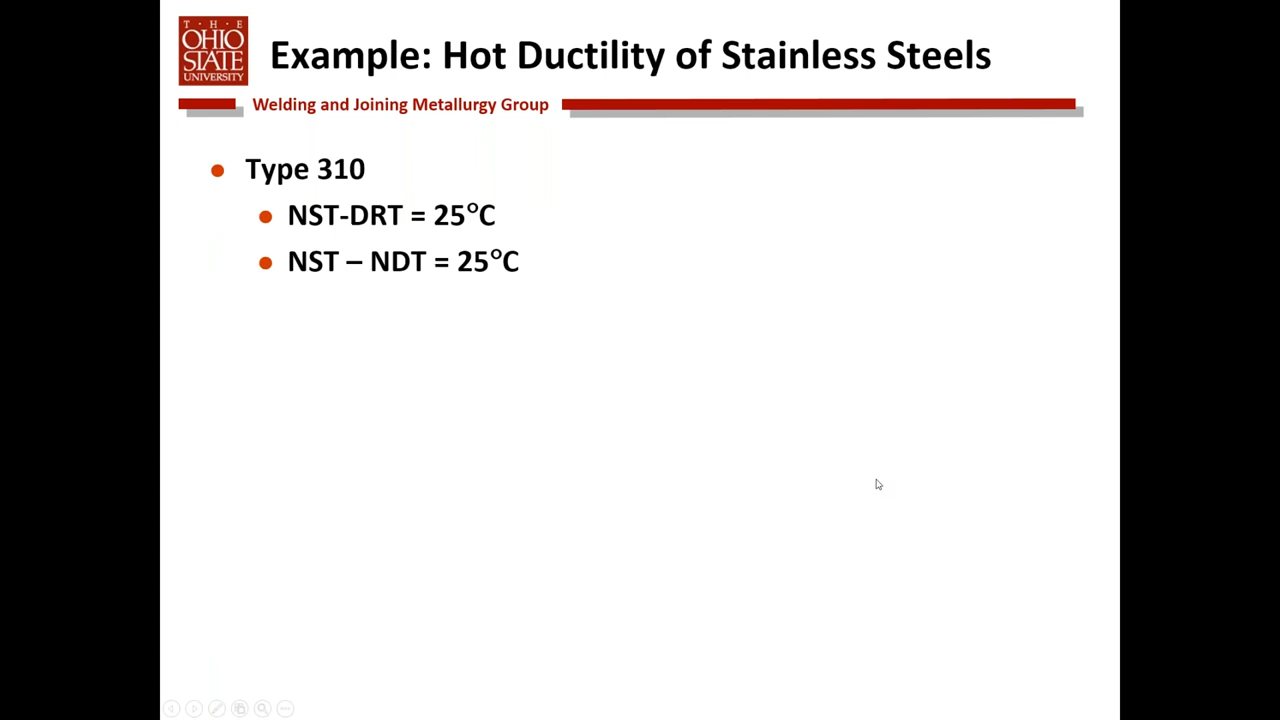 T · H · E
OHIO
STATE
UNIVERSITY
Example: Hot Ductility of Stainless Steels
Welding and Joining Metallurgy Group
● Type 310
● NST-DRT = 25°C
● NST – NDT = 25°C